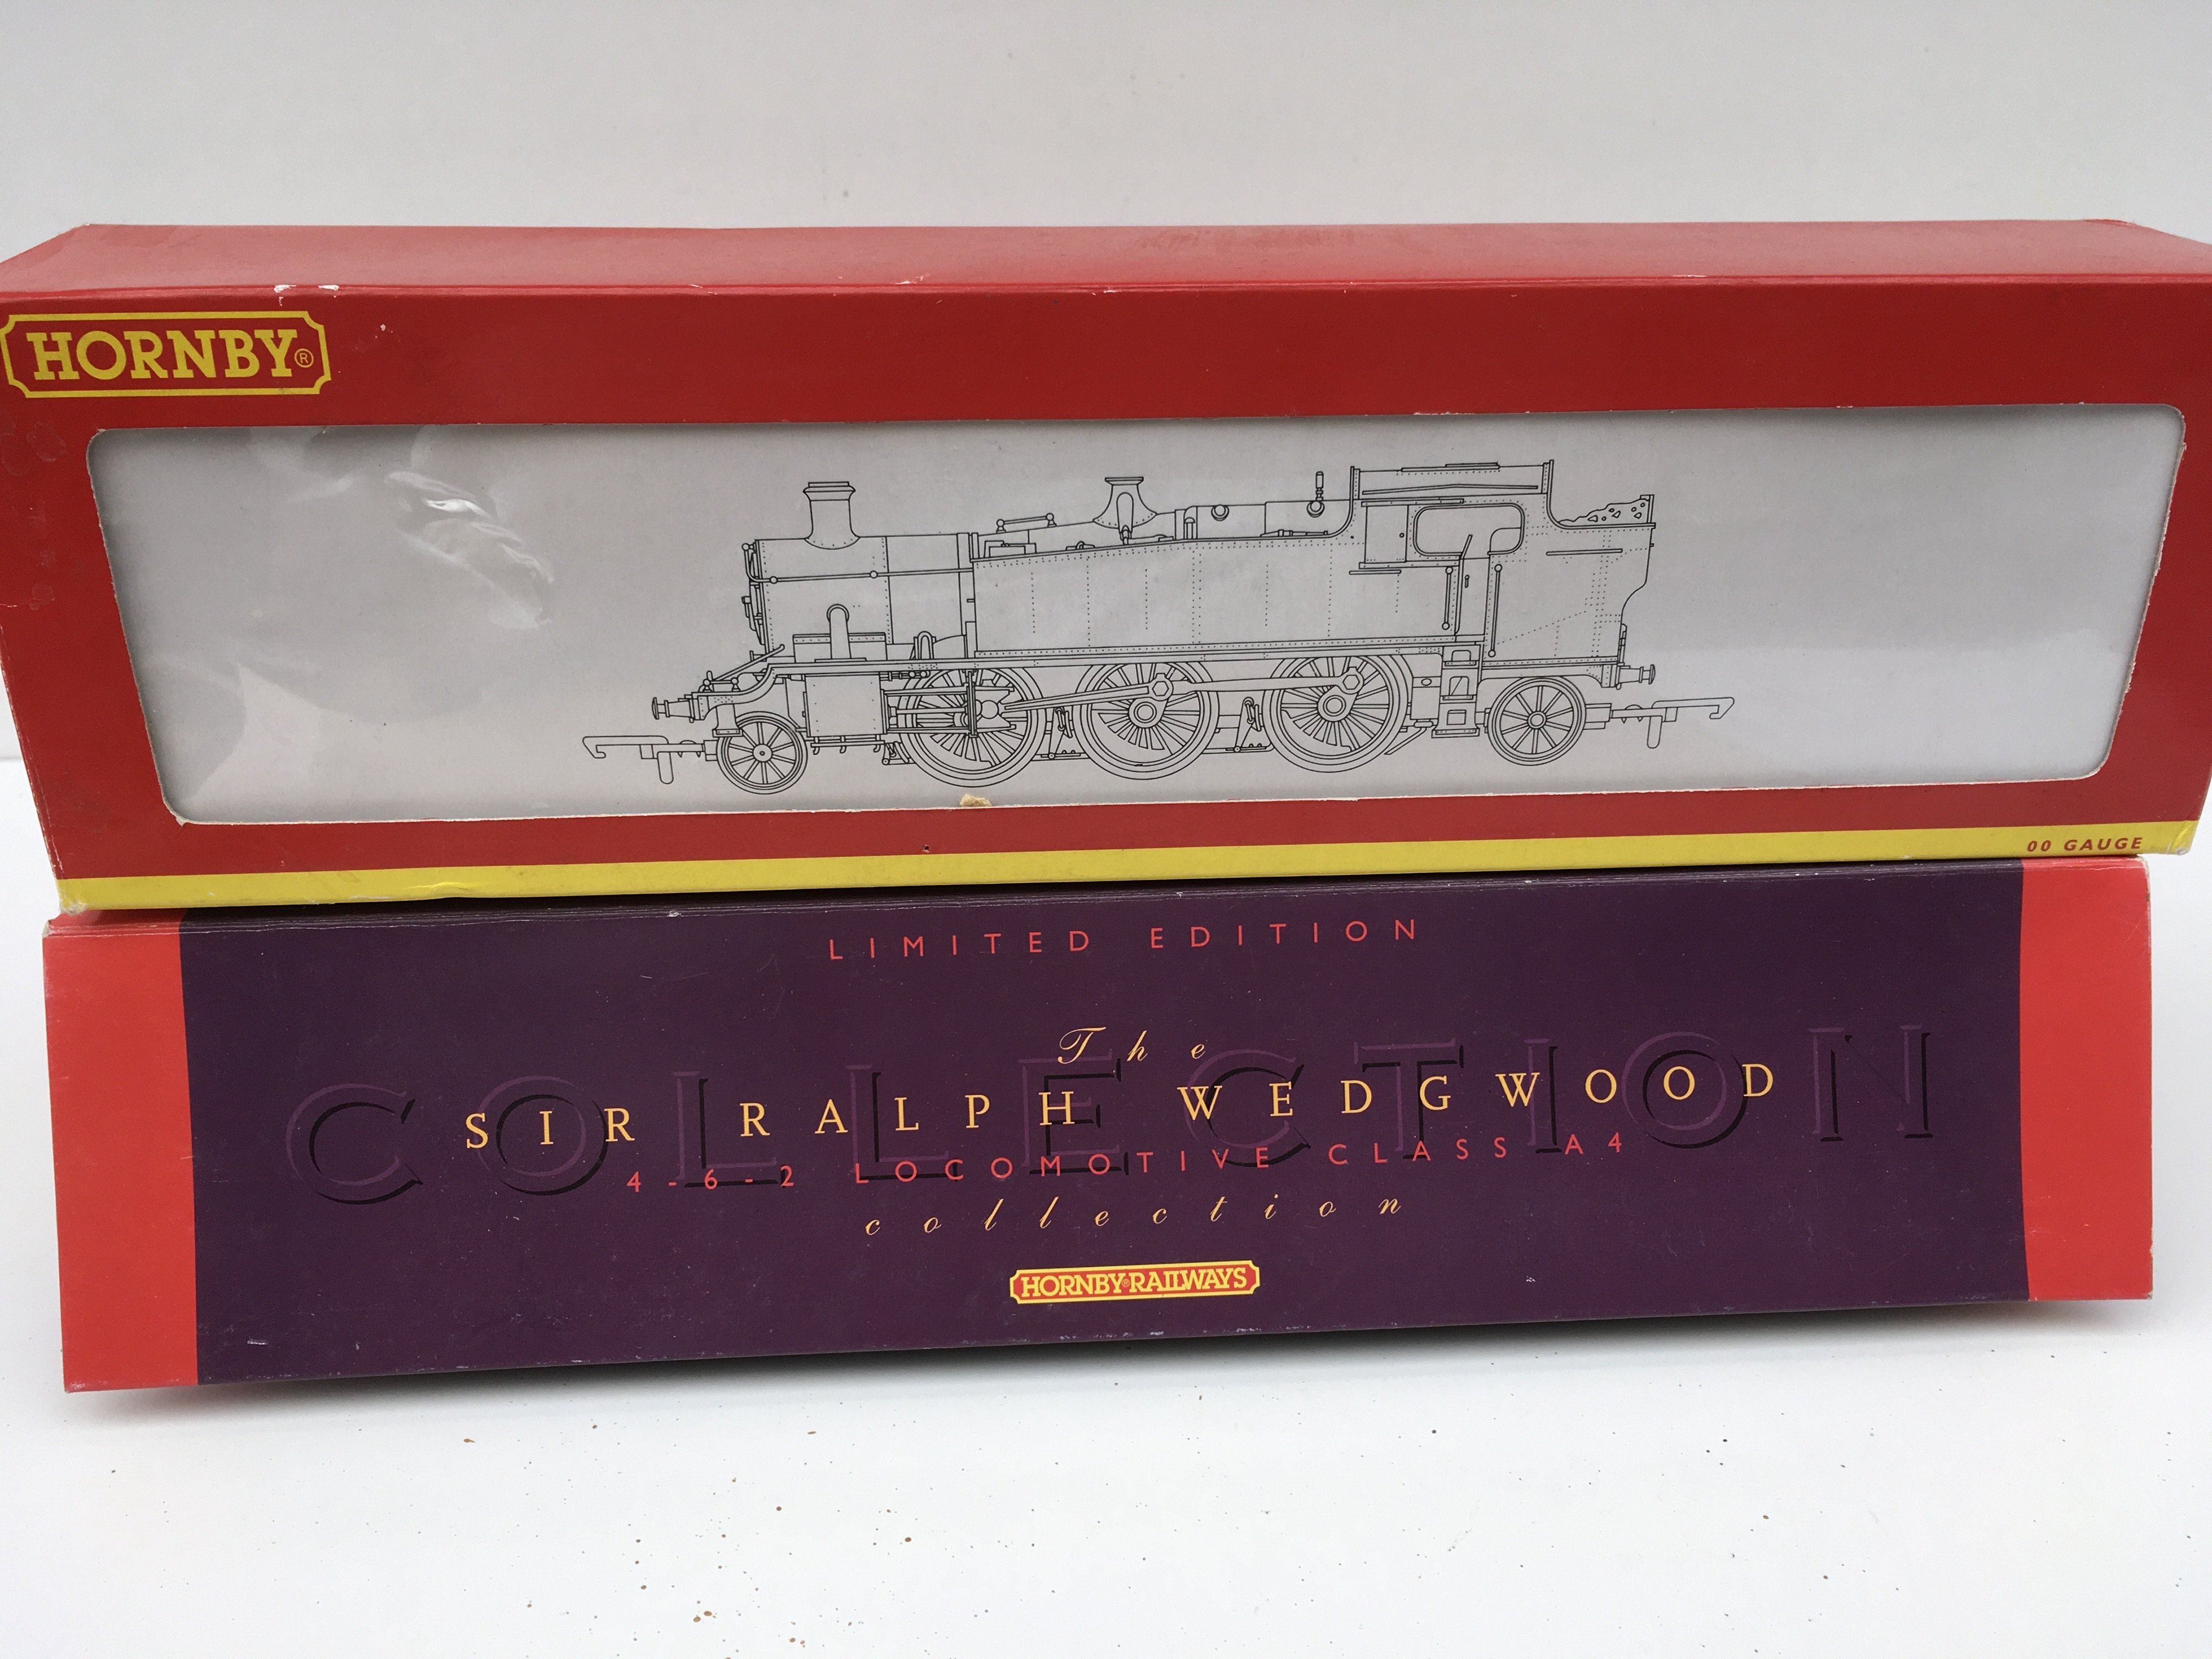 HORNBY®
00 GAUGE
LIMITED EDITION
The
COLLECTION
SIR RALPH WEDGWOOD
4-6-2 LOCOMOTIVE CLASS A4
collection
HORNBY® RAILWAYS